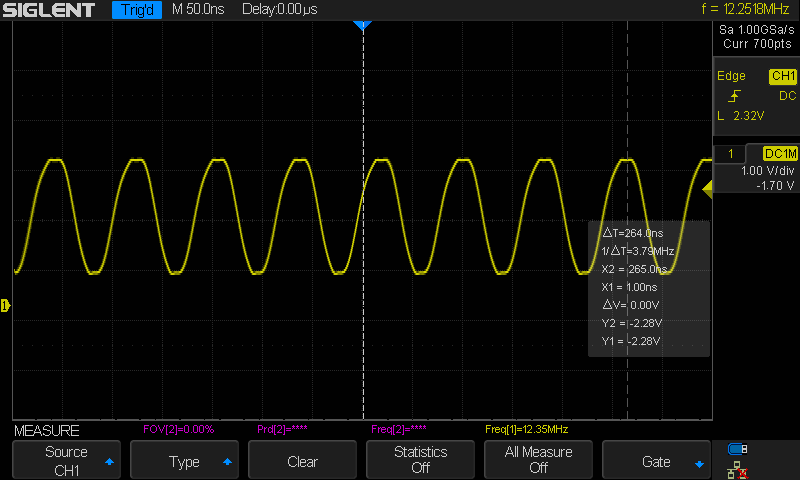 SIGLENT Trig'd M 50.0ns Delay:0.00µs f = 12.2518MHz
Sa 1.00GSa/s
Curr 700pts
Edge CH1
DC
L 2.32V
1 DC1M
1.00 V/div
-1.70 V
△T=264.0ns
1/△T=3.79MHz
X2 = 265.0ns
X1 = 1.00ns
△V= 0.00V
Y2 = -2.28V
Y1 = -2.28V
1
MEASURE FOV[2]=0.00% Prd[2]=**** Freq[2]=**** Freq[1]=12.35MHz
Source
CH1
Type
Clear
Statistics
Off
All Measure
Off
Gate